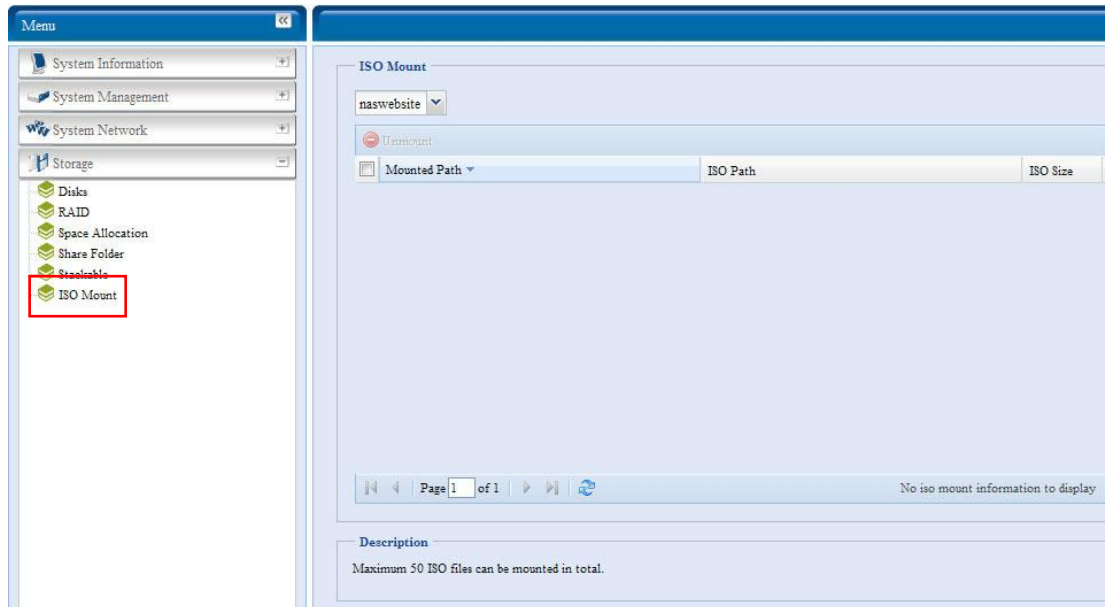 Menu
System Information
System Management
System Network
Storage
Disks
RAID
Space Allocation
Share Folder
Stackable
ISO Mount
ISO Mount
naswebsite
Unmount
Mounted Path ISO Path ISO Size
Page 1 of 1 No iso mount information to display
Description
Maximum 50 ISO files can be mounted in total.